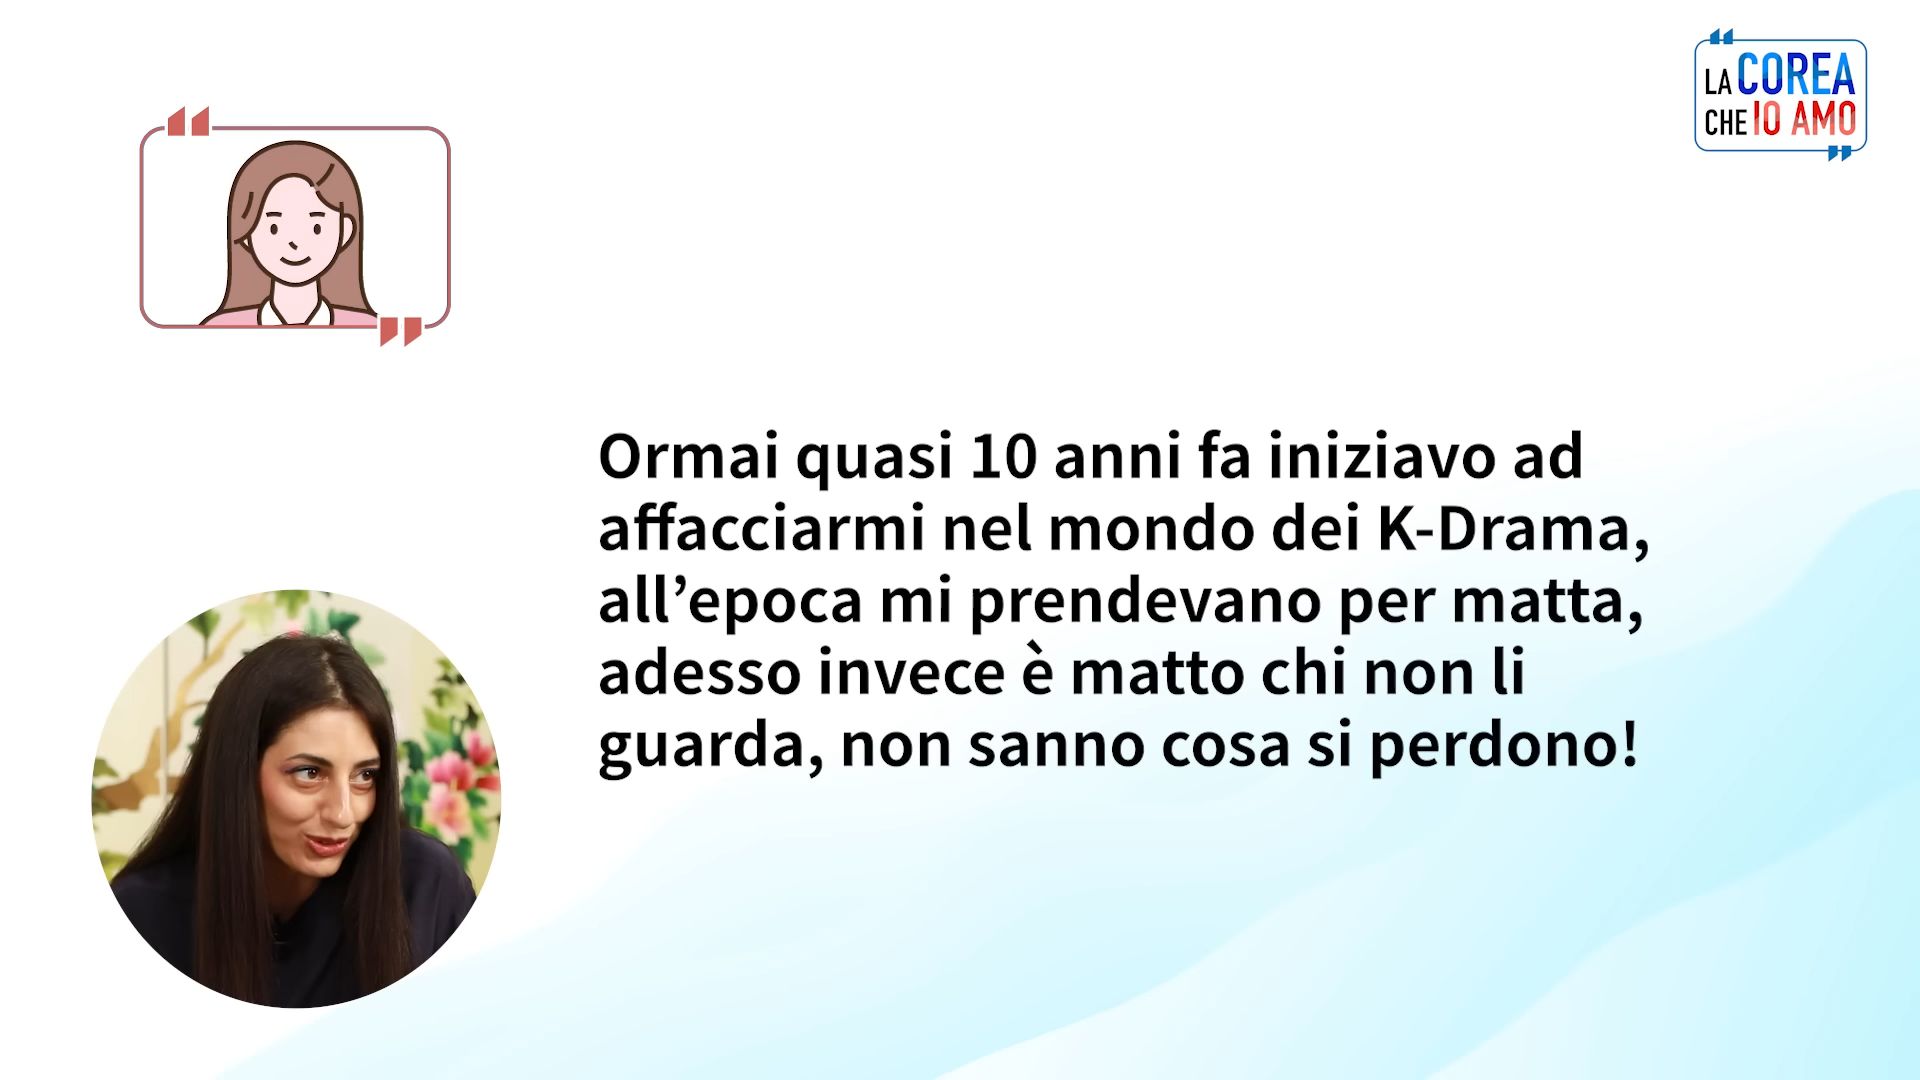 LA COREA
CHE IO AMO
Ormai quasi 10 anni fa iniziavo ad
affacciarmi nel mondo dei K-Drama,
all’epoca mi prendevano per matta,
adesso invece è matto chi non li
guarda, non sanno cosa si perdono!